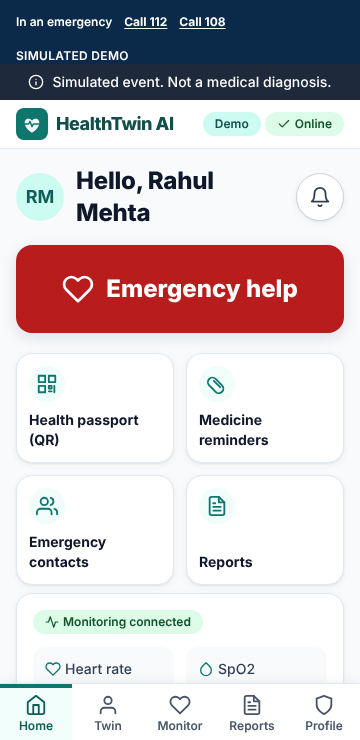 In an emergency Call 112 Call 108
SIMULATED DEMO
Simulated event. Not a medical diagnosis.
HealthTwin AI Demo Online
RM
Hello, Rahul
Mehta
Emergency help
Health passport
(QR)
Medicine
reminders
Emergency
contacts
Reports
Monitoring connected
Heart rate SpO2
Home Twin Monitor Reports Profile